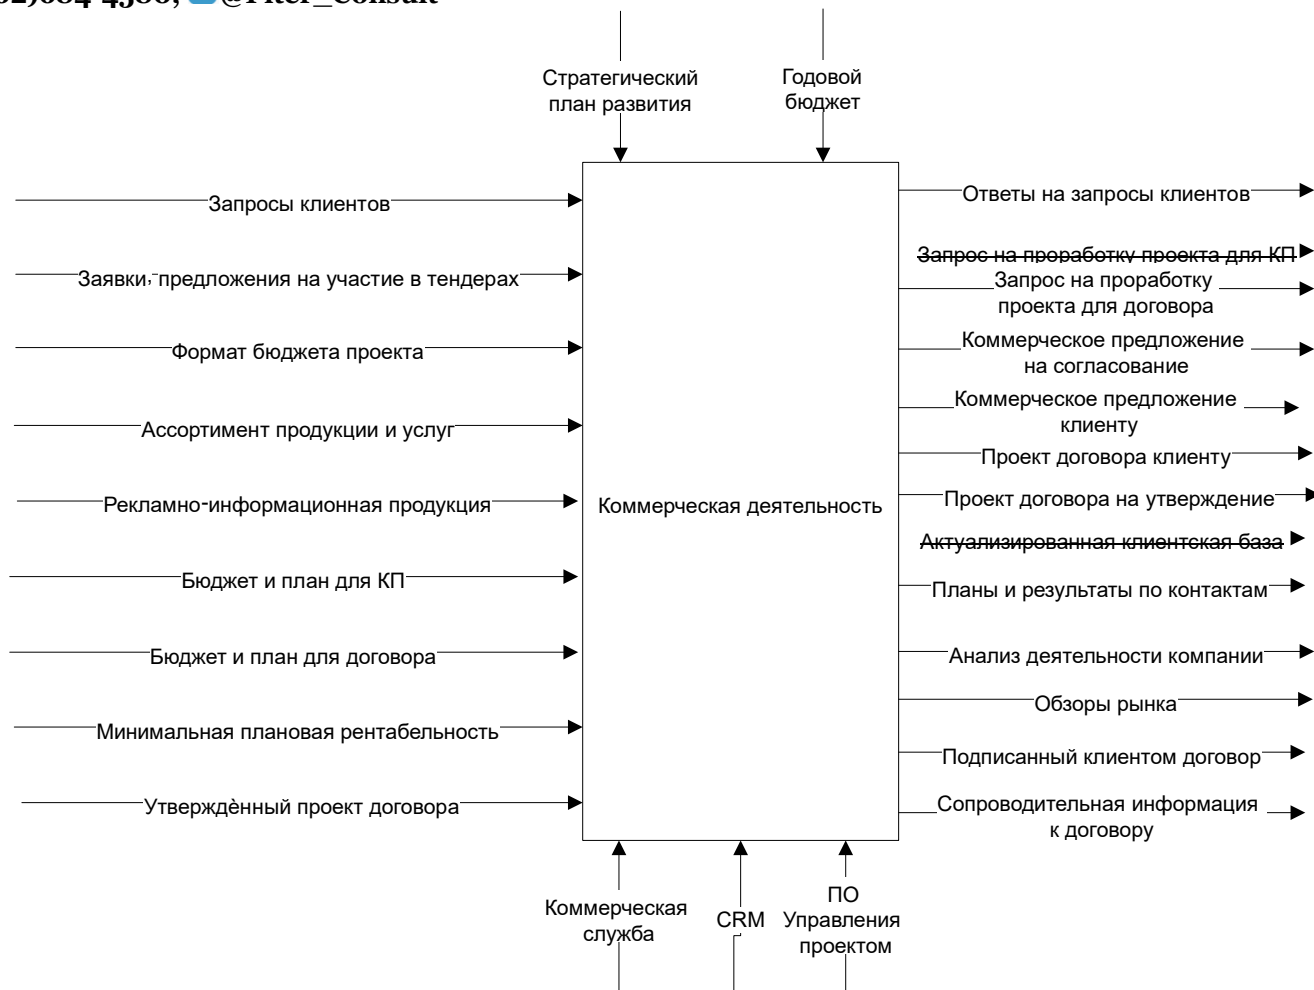 @Piter_Consult
Стратегический
план развития
Годовой
бюджет
Запросы клиентов
Заявки, предложения на участие в тендерах
Формат бюджета проекта
Ассортимент продукции и услуг
Рекламно-информационная продукция
Бюджет и план для КП
Бюджет и план для договора
Минимальная плановая рентабельность
Утверждѐнный проект договора
Коммерческая деятельность
Ответы на запросы клиентов
Запрос на проработку проекта для КП
Запрос на проработку
проекта для договора
Коммерческое предложение
на согласование
Коммерческое предложение
клиенту
Проект договора клиенту
Проект договора на утверждение
Актуализированная клиентская база
Планы и результаты по контактам
Анализ деятельности компании
Обзоры рынка
Подписанный клиентом договор
Сопроводительная информация
к договору
Коммерческая
служба
CRM
ПО
Управления
проектом